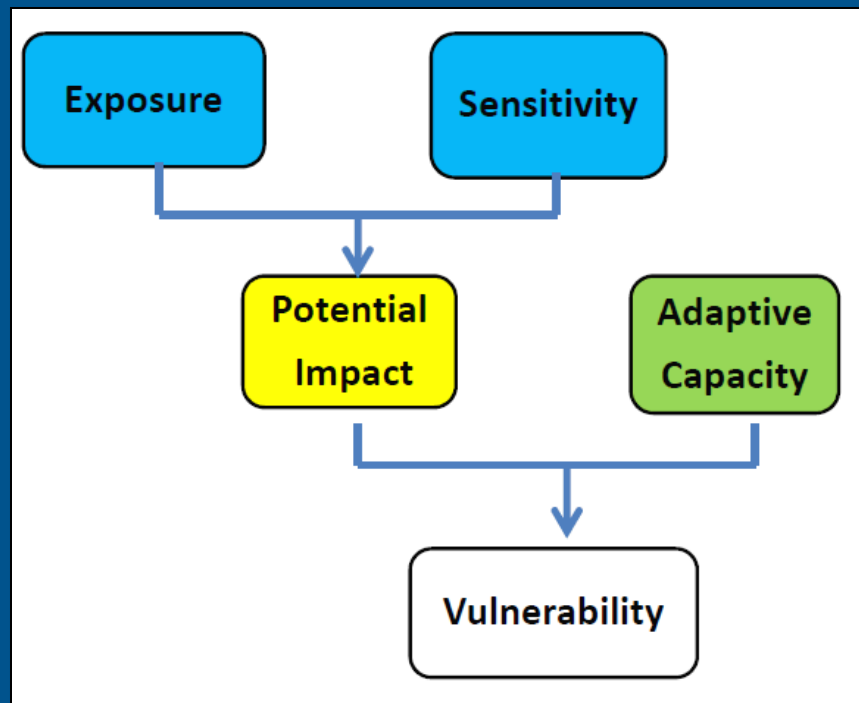 Exposure
Sensitivity
Potential
Impact
Adaptive
Capacity
Vulnerability